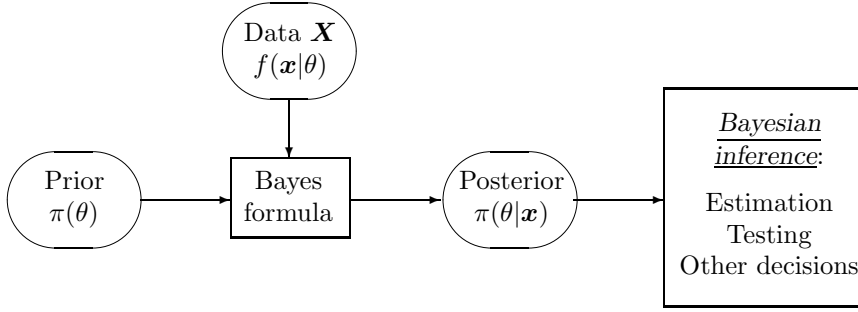 Data X
f(x|θ)
Prior
π(θ)
Bayes
formula
Posterior
π(θ|x)
Bayesian
inference:
Estimation
Testing
Other decisions